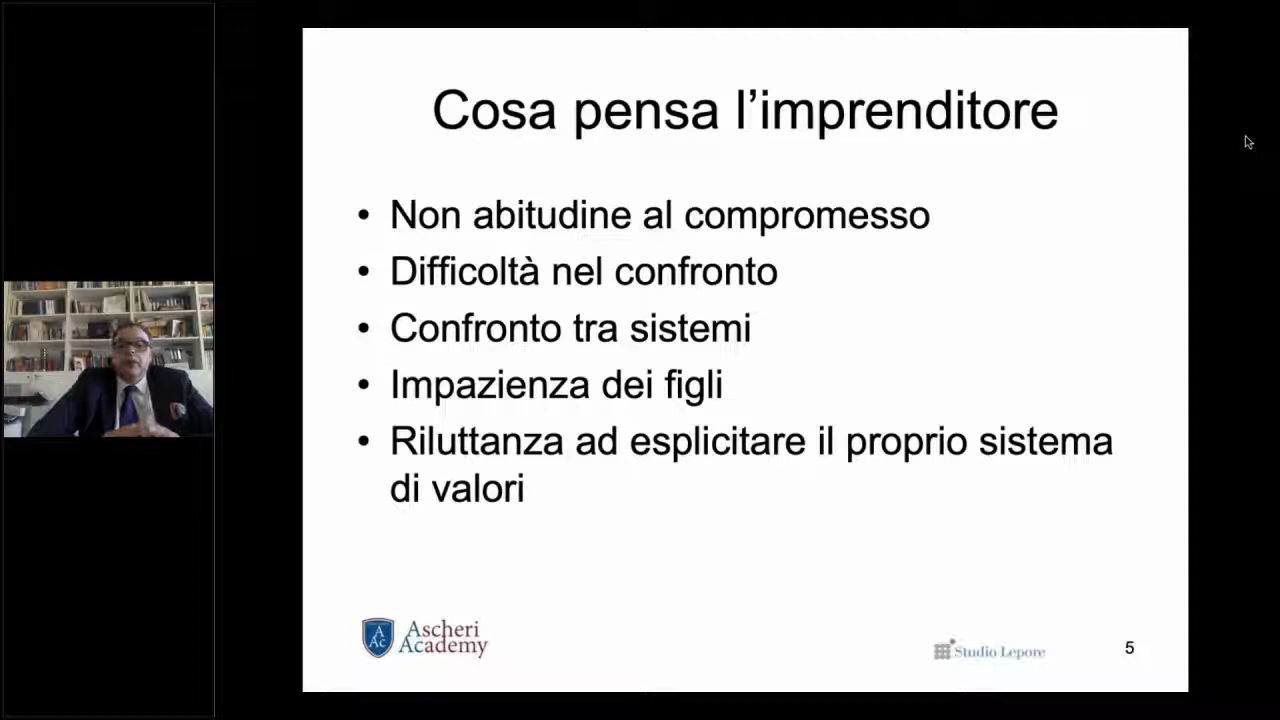 Cosa pensa l’imprenditore
• Non abitudine al compromesso
• Difficoltà nel confronto
• Confronto tra sistemi
• Impazienza dei figli
• Riluttanza ad esplicitare il proprio sistema
di valori
A
Ac
Ascheri
Academy
Studio Lepore
5